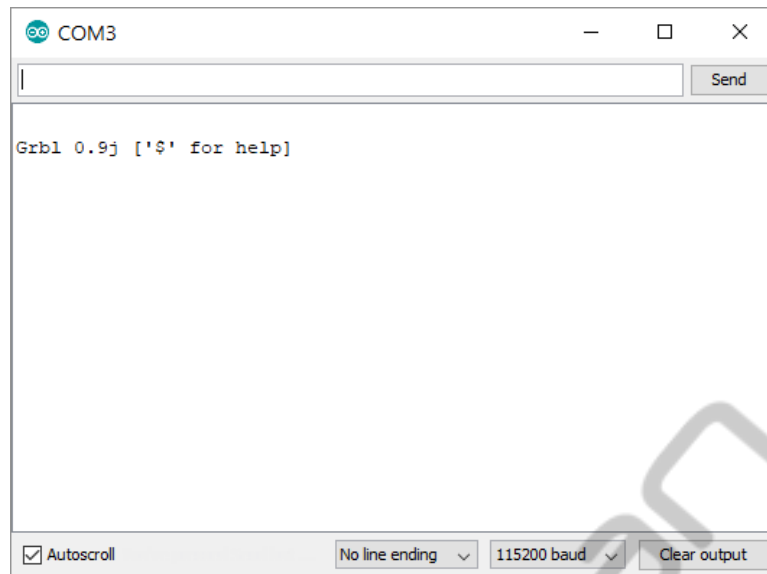 COM3
Send
Grbl 0.9j ['$' for help]
Autoscroll
No line ending
115200 baud
Clear output